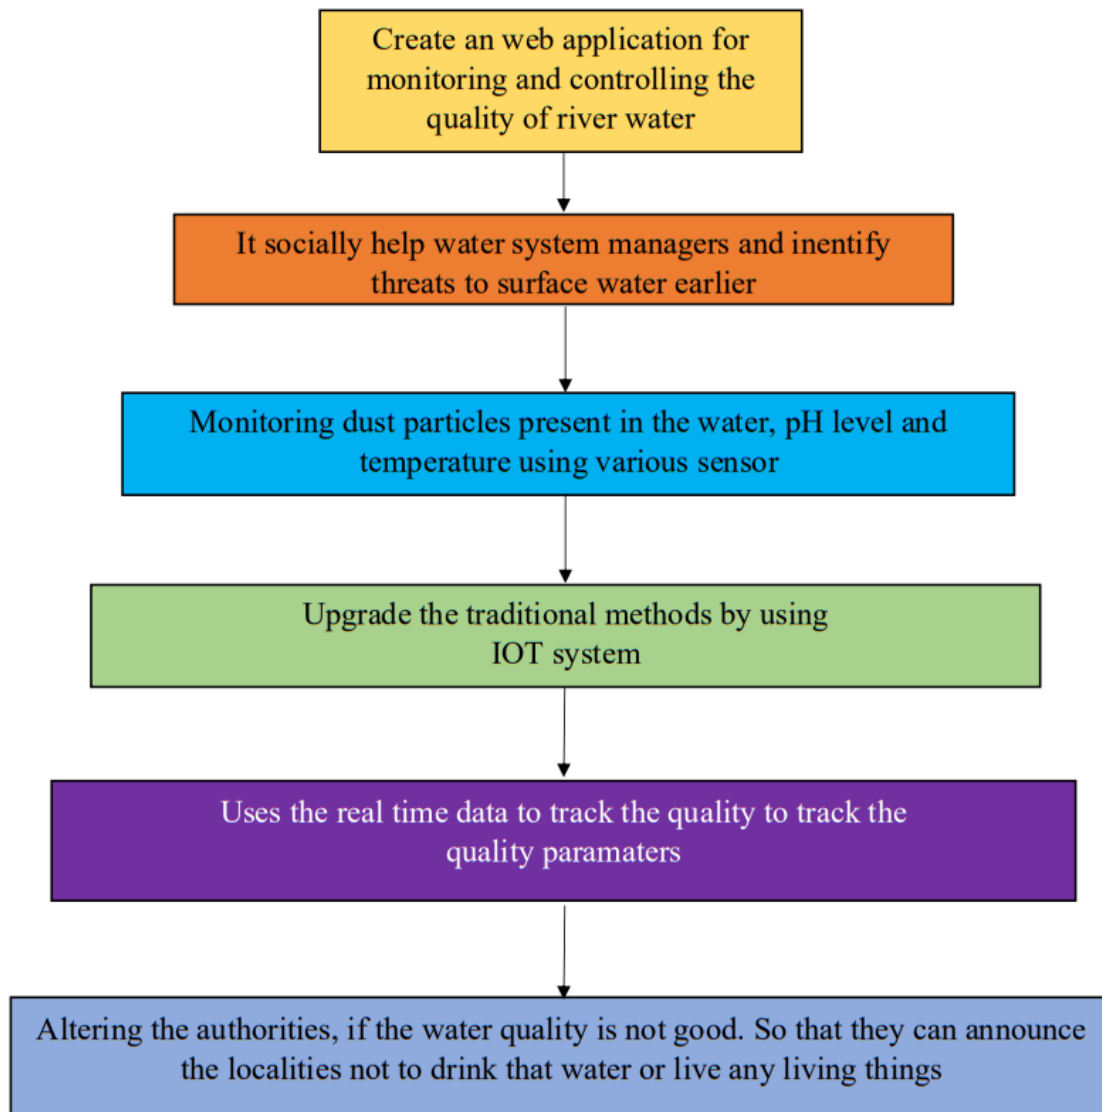 Create an web application for
monitoring and controlling the
quality of river water
It socially help water system managers and inentify
threats to surface water earlier
Monitoring dust particles present in the water, pH level and
temperature using various sensor
Upgrade the traditional methods by using
IOT system
Uses the real time data to track the quality to track the
quality paramaters
Altering the authorities, if the water quality is not good. So that they can announce
the localities not to drink that water or live any living things